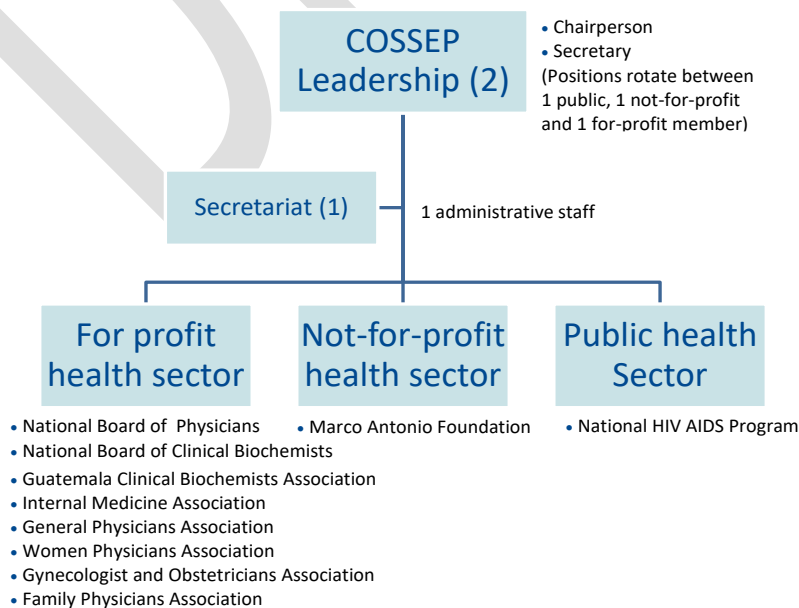 COSSEP
Leadership (2)
• Chairperson
• Secretary
(Positions rotate between
1 public, 1 not-for-profit
and 1 for-profit member)
Secretariat (1)
1 administrative staff
For profit
health sector
Not-for-profit
health sector
Public health
Sector
• National Board of Physicians
• National Board of Clinical Biochemists
• Guatemala Clinical Biochemists Association
• Internal Medicine Association
• General Physicians Association
• Women Physicians Association
• Gynecologist and Obstetricians Association
• Family Physicians Association
• Marco Antonio Foundation
• National HIV AIDS Program